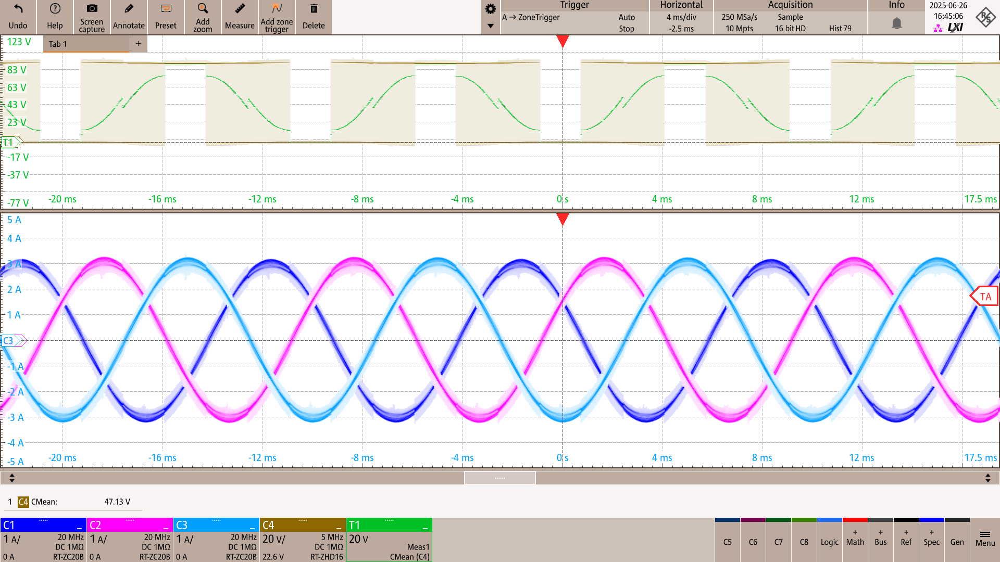 Undo
Help
Screen
capture
Annotate
Preset
Add
zoom
Measure
Add zone
trigger
Delete
Trigger
A → ZoneTrigger
Auto
Stop
Horizontal
4 ms/div
-2.5 ms
Acquisition
250 MSa/s
Sample
10 Mpts
16 bit HD
Hist 79
Info
2025-06-26
16:45:06
LXI
R&S
Tab 1
+
123 V
83 V
63 V
43 V
23 V
T1
-17 V
-37 V
-77 V
-20 ms
-16 ms
-12 ms
-8 ms
-4 ms
0 s
4 ms
8 ms
12 ms
17.5 ms
5 A
4 A
3 A
2 A
TA
1 A
C3
-1 A
-2 A
-3 A
-4 A
-5 A
-20 ms
-16 ms
-12 ms
-8 ms
-4 ms
0 s
4 ms
8 ms
12 ms
17.5 ms
1 C4 CMean: 47.13 V
C1
1 A/
20 MHz
DC 1MΩ
0 A
RT-ZC20B
C2
1 A/
20 MHz
DC 1MΩ
0 A
RT-ZC20B
C3
1 A/
20 MHz
DC 1MΩ
0 A
RT-ZC20B
C4
20 V/
5 MHz
DC 1MΩ
22.6 V
RT-ZHD16
T1
20 V
Meas1
CMean (C4)
C5
C6
C7
C8
Logic
+
Math
+
Bus
+
Ref
+
Spec
Gen
Menu